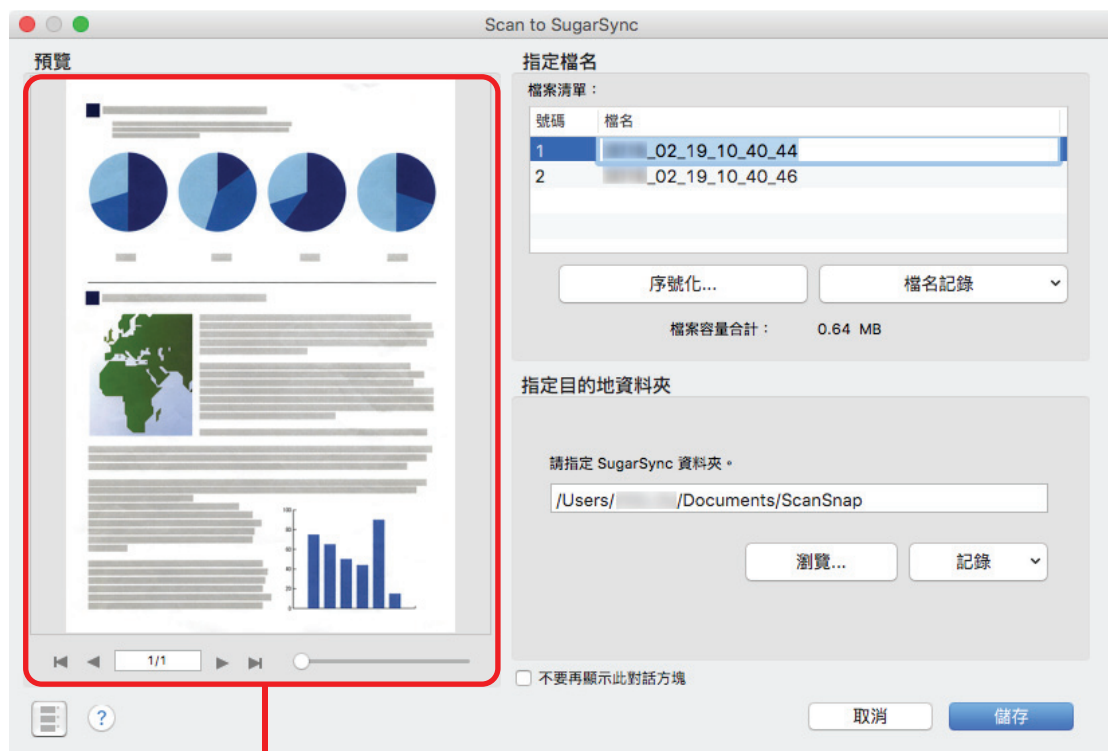 Scan to SugarSync
預覽
1/1
指定檔名
檔案清單：
號碼 檔名
1 _02_19_10_40_44
2 _02_19_10_40_46
序號化...
檔名記錄
檔案容量合計： 0.64 MB
指定目的地資料夾
請指定 SugarSync 資料夾。
/Users/ /Documents/ScanSnap
瀏覽...
記錄
不要再顯示此對話方塊
?
取消
儲存